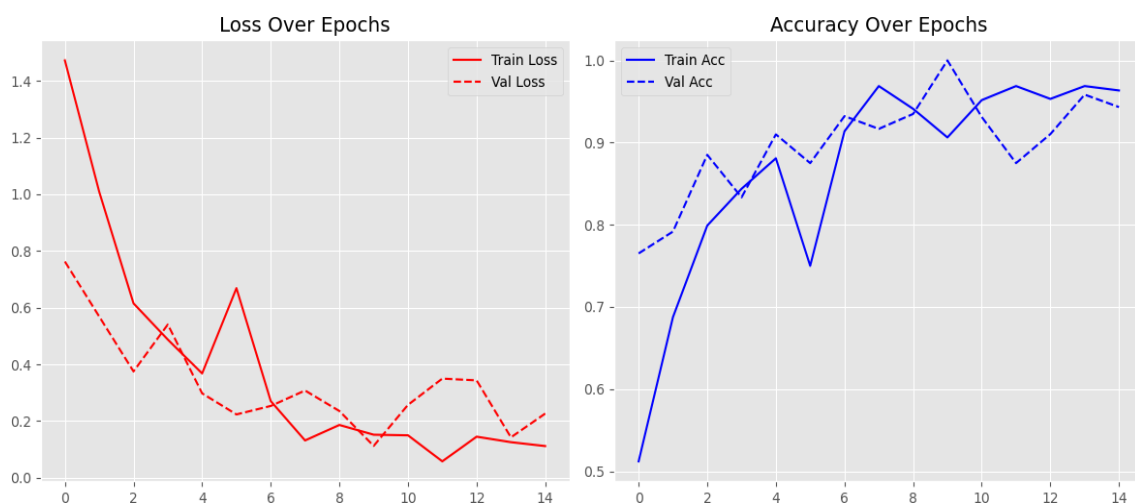 Loss Over Epochs
Train Loss
Val Loss
1.4
1.2
1.0
0.8
0.6
0.4
0.2
0.0
0 2 4 6 8 10 12 14
Accuracy Over Epochs
Train Acc
Val Acc
1.0
0.9
0.8
0.7
0.6
0.5
0 2 4 6 8 10 12 14